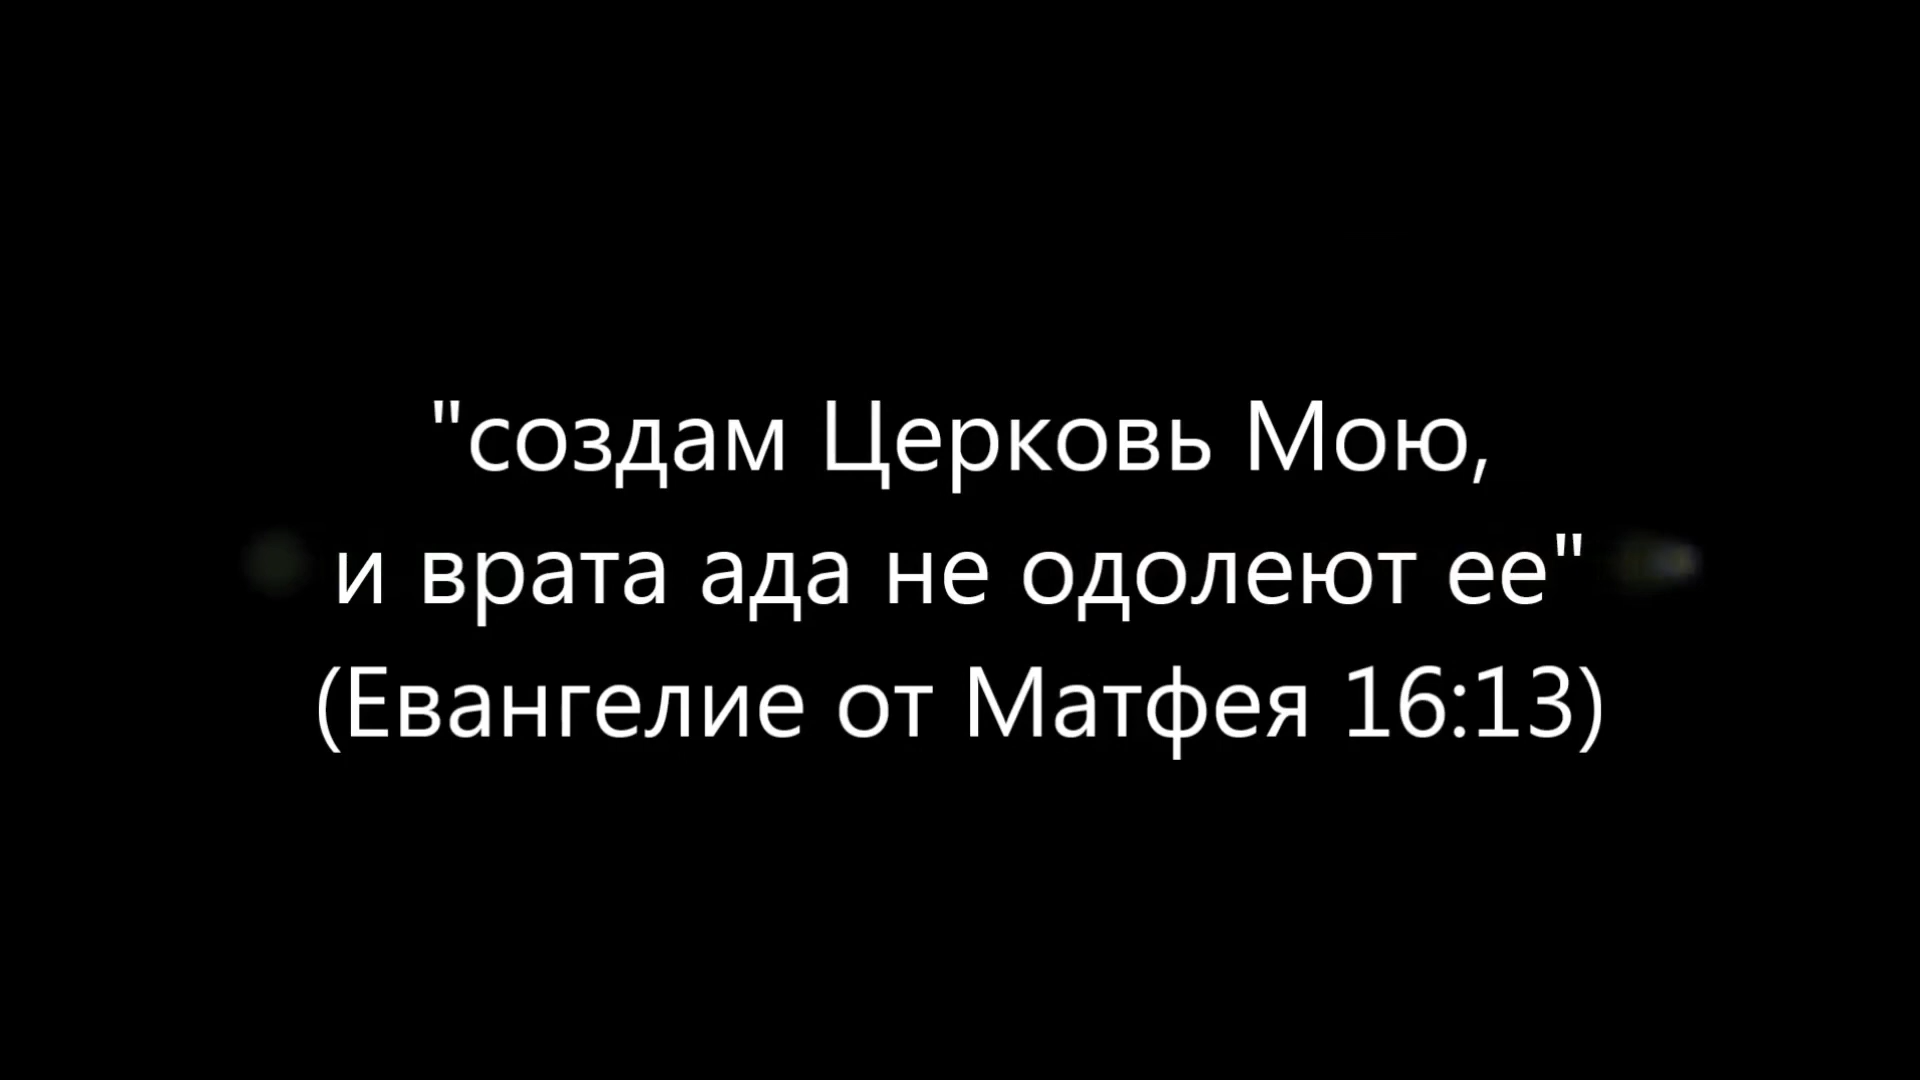 "создам Церковь Мою,
и врата ада не одолеют ее"
(Евангелие от Матфея 16:13)